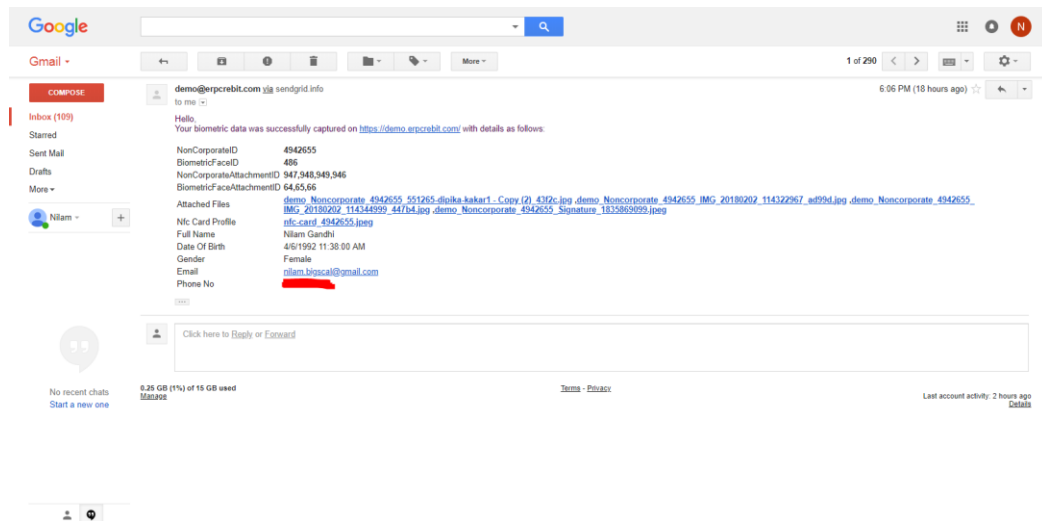 Google
N
Gmail
More
1 of 290
COMPOSE
demo@erpcrebit.com via sendgrid.info
6:06 PM (18 hours ago)
to me
Inbox (109)
Starred
Sent Mail
Drafts
More
Nilam
Hello,
Your biometric data was successfully captured on https://demo.erpcrebit.com/ with details as follows:
NonCorporateID 4942655
BiometricFaceID 486
NonCorporateAttachmentID 947,948,949,946
BiometricFaceAttachmentID 64,65,66
Attached Files demo_Noncorporate_4942655_551265-dipika-kakar1 - Copy (2)_43f2c.jpg ,demo_Noncorporate_4942655_IMG_20180202_114322967_ad99d.jpg ,demo_Noncorporate_4942655_
IMG_20180202_114344999_447b4.jpg ,demo_Noncorporate_4942655_Signature_1835869099.jpeg
Nfc Card Profile nfc-card_4942655.jpeg
Full Name Nilam Gandhi
Date Of Birth 4/6/1992 11:38:00 AM
Gender Female
Email nilam.bigscal@gmail.com
Phone No
Click here to Reply or Forward
No recent chats
Start a new one
0.25 GB (1%) of 15 GB used
Manage
Terms - Privacy
Last account activity: 2 hours ago
Details